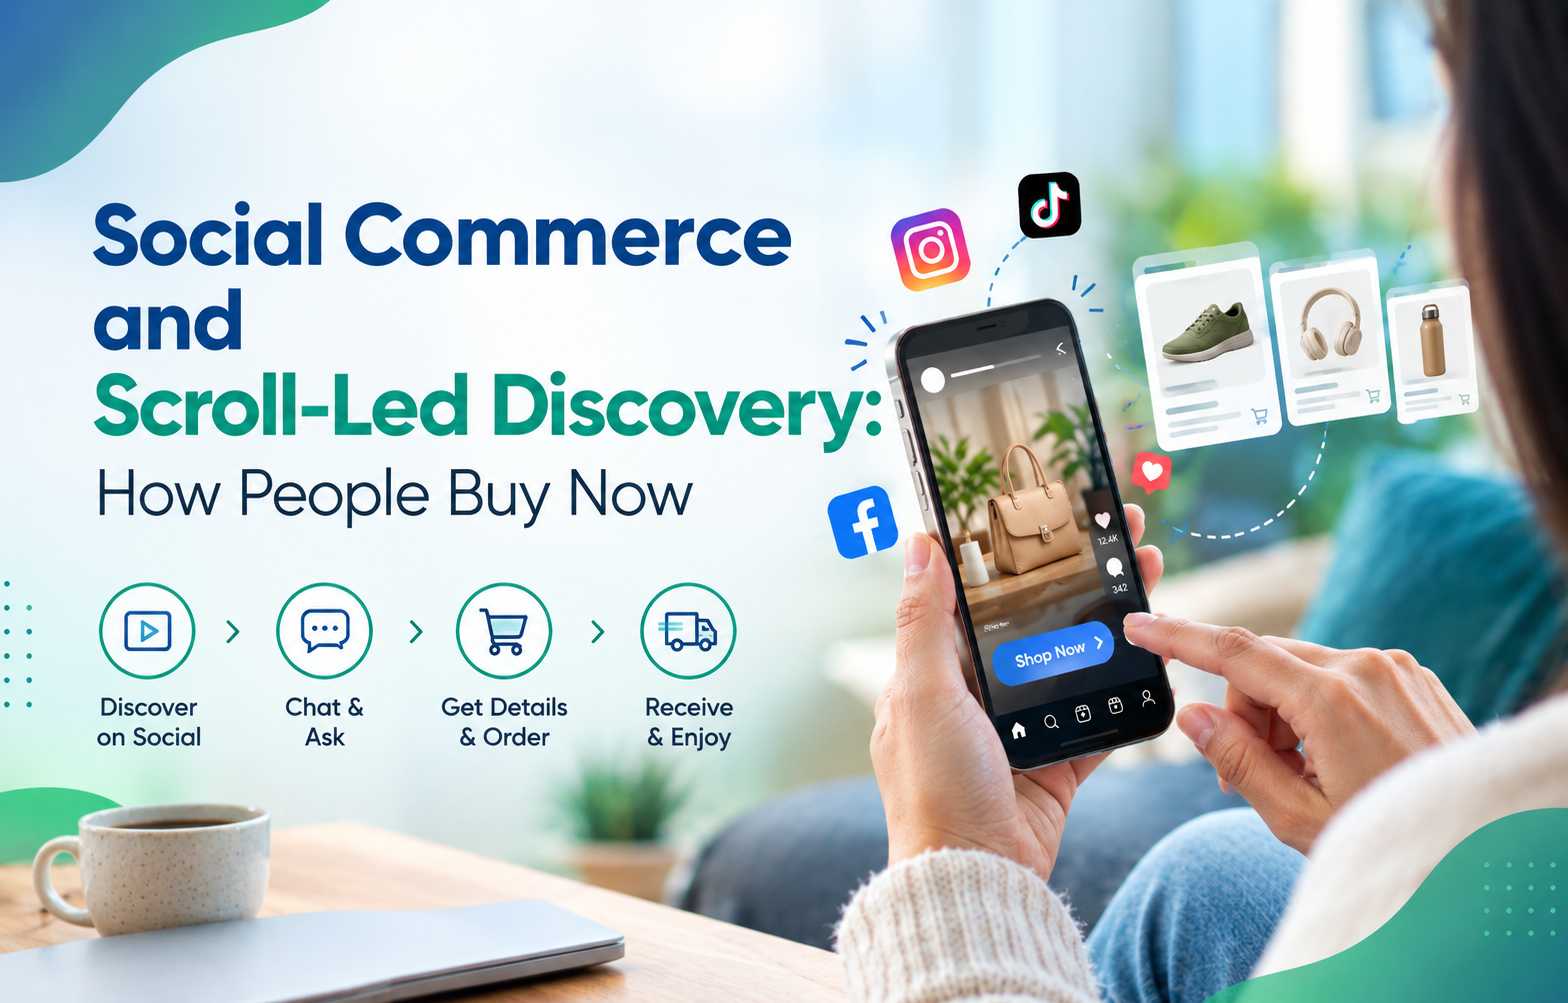 Social Commerce
and
Scroll-Led Discovery:
How People Buy Now
Discover
on Social
Chat &
Ask
Get Details
& Order
Receive
& Enjoy
12.4K
342
Shop Now